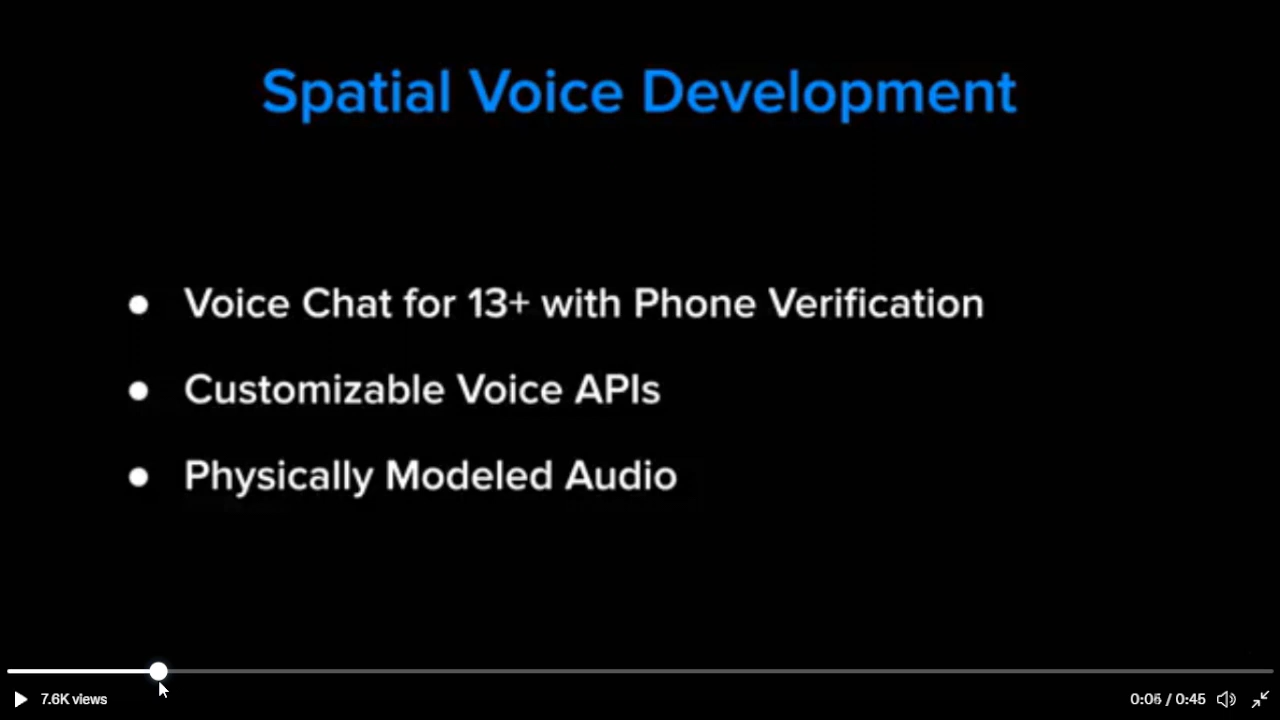 Spatial Voice Development
● Voice Chat for 13+ with Phone Verification
● Customizable Voice APIs
● Physically Modeled Audio
7.6K views
0:05 / 0:45